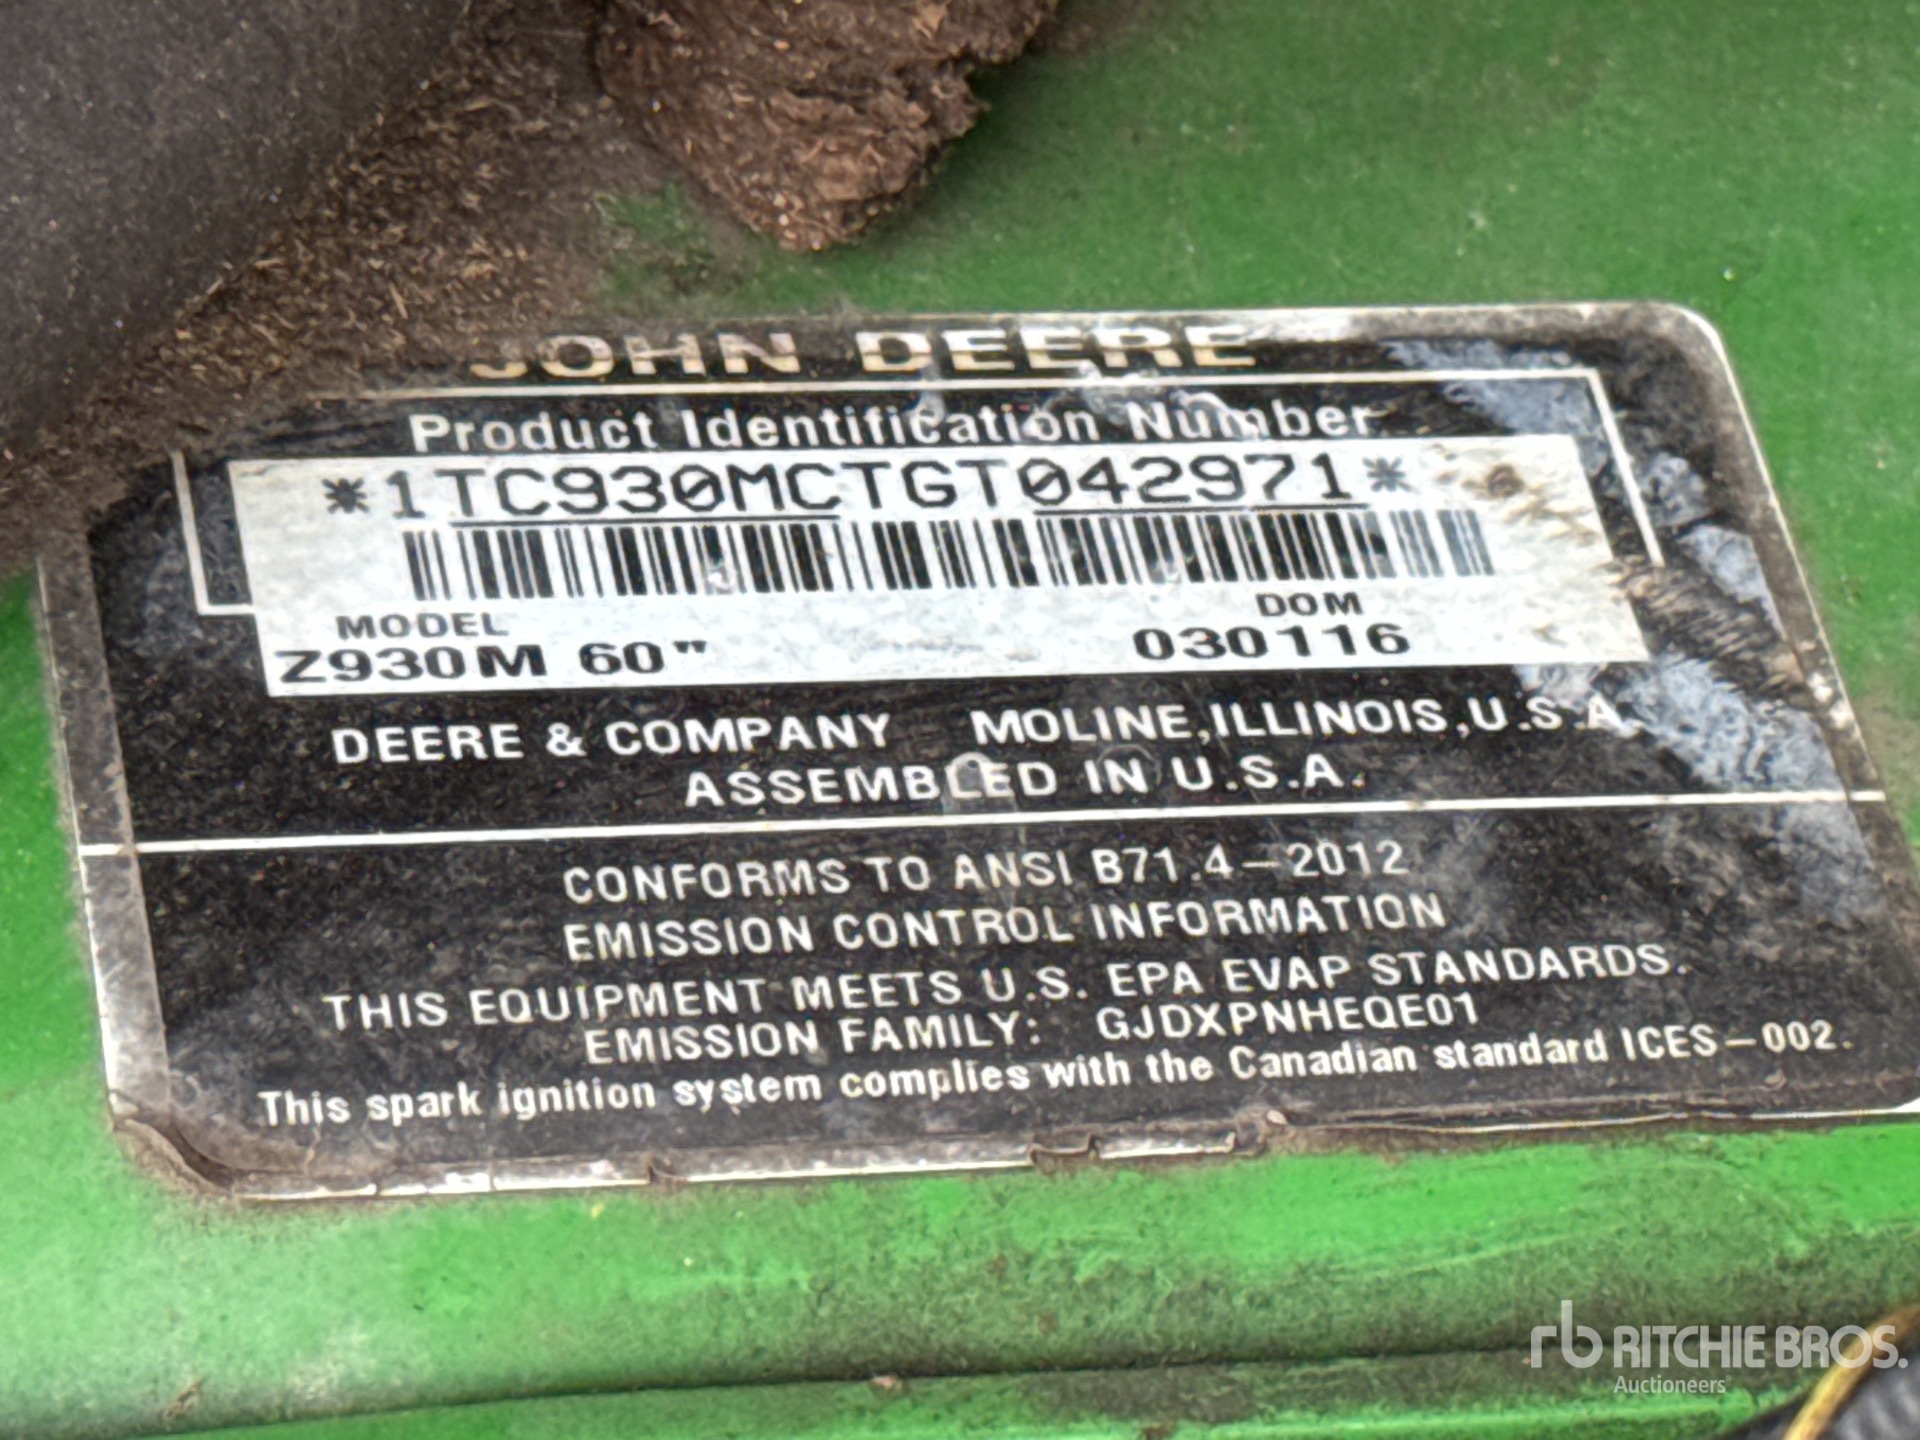 JOHN DEERE
Product Identification Number
*1TC930MCTGT042971*
MODEL DOM
Z930M 60" 030116
DEERE & COMPANY MOLINE,ILLINOIS,U.S.A.
ASSEMBLED IN U.S.A.
CONFORMS TO ANSI B71.4-2012
EMISSION CONTROL INFORMATION
THIS EQUIPMENT MEETS U.S. EPA EVAP STANDARDS.
EMISSION FAMILY: GJDXPNHEQE01
This spark ignition system complies with the Canadian standard ICES-002.
rb RITCHIE BROS.
Auctioneers